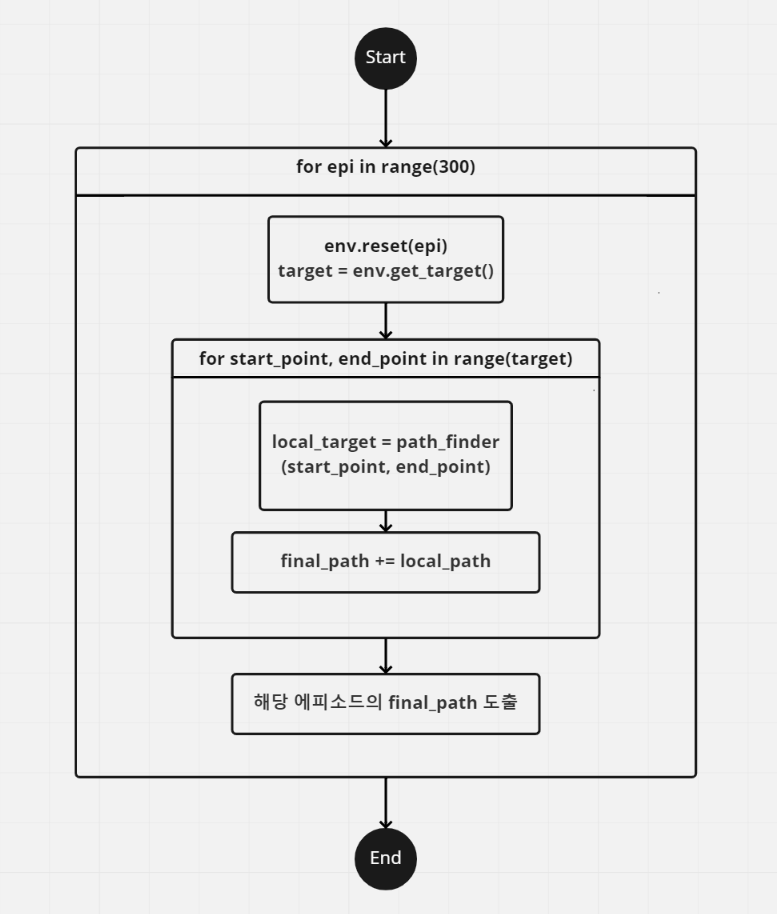 Start
for epi in range(300)
env.reset(epi)
target = env.get_target()
for start_point, end_point in range(target)
local_target = path_finder
(start_point, end_point)
final_path += local_path
해당 에피소드의 final_path 도출
End